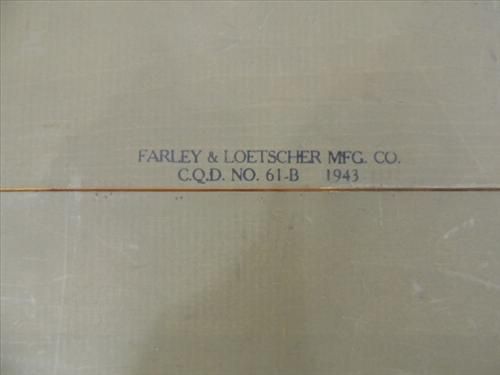 FARLEY & LOETSCHER MFG. CO.
C.Q.D. NO. 61-B 1943